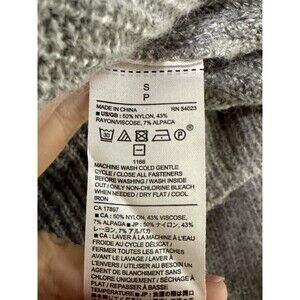 S
P
MADE IN CHINA RN 54023
■ US/GB : 50% NYLON, 43%
RAYON/VISCOSE, 7% ALPACA
30
P
1166
MACHINE WASH COLD GENTLE
CYCLE / CLOSE ALL FASTENERS
BEFORE WASHING / WASH INSIDE
OUT / ONLY NON-CHLORINE BLEACH
WHEN NEEDED / DRY FLAT / COOL
IRON
CA 17897
■ CA : 50% NYLON, 43% VISCOSE,
7% ALPAGA ■ JP : 50% ナイロン, 43% レ
ーヨン, 7% アルパカ
■ CA : LAVER À LA MACHINE À L'EAU
FROIDE AU CYCLE DÉLICAT /
FERMER TOUTES LES ATTACHES
AVANT LE LAVAGE / LAVER À
L'ENVERS / UTILISER AU BESOIN UN
AGENT DE BLANCHIMENT SANS
CHLORE / SÉCHAGE À
PLAT / REPASSER À BASSE